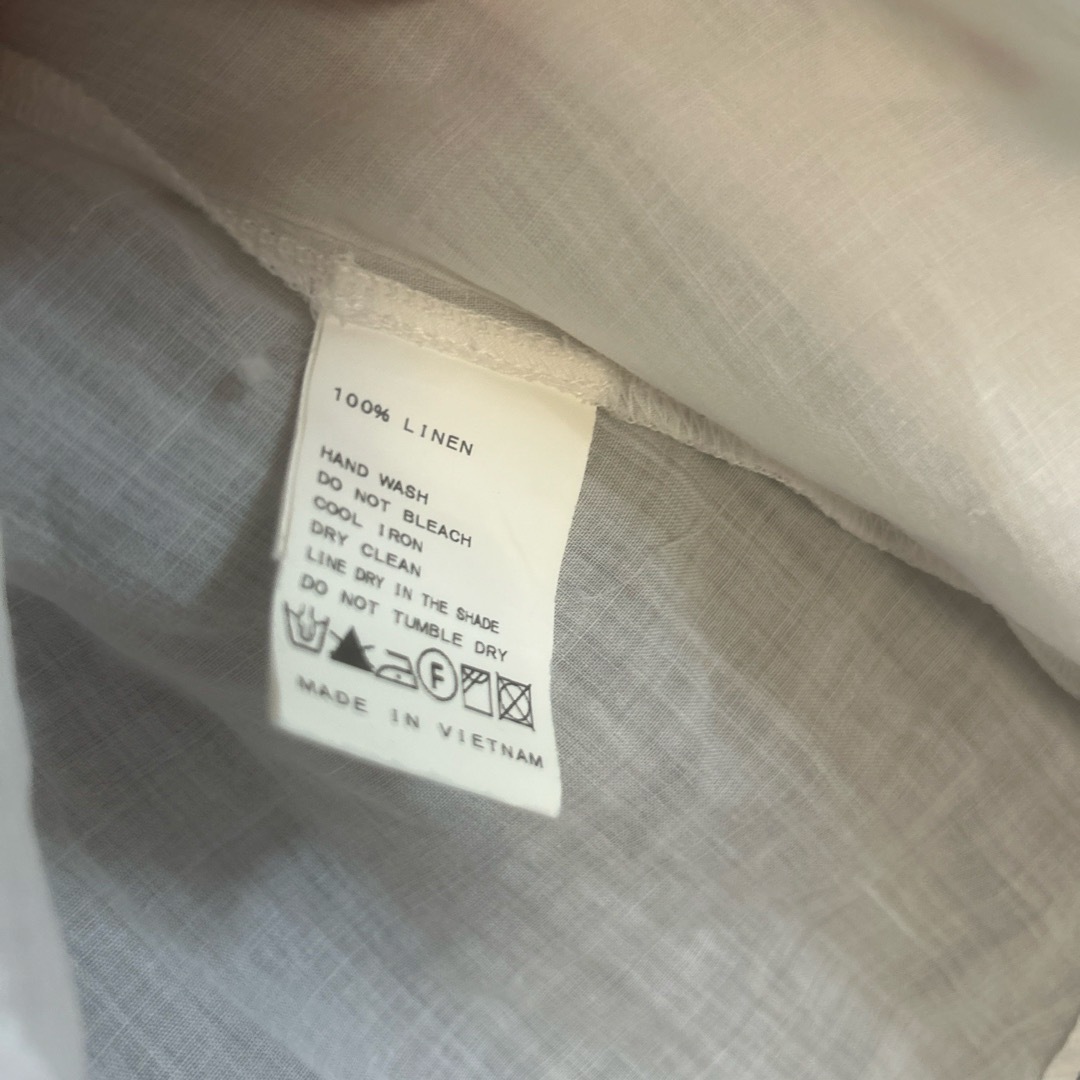 100% LINEN
HAND WASH
DO NOT BLEACH
COOL IRON
DRY CLEAN
LINE DRY IN THE SHADE
DO NOT TUMBLE DRY
F
MADE IN VIETNAM